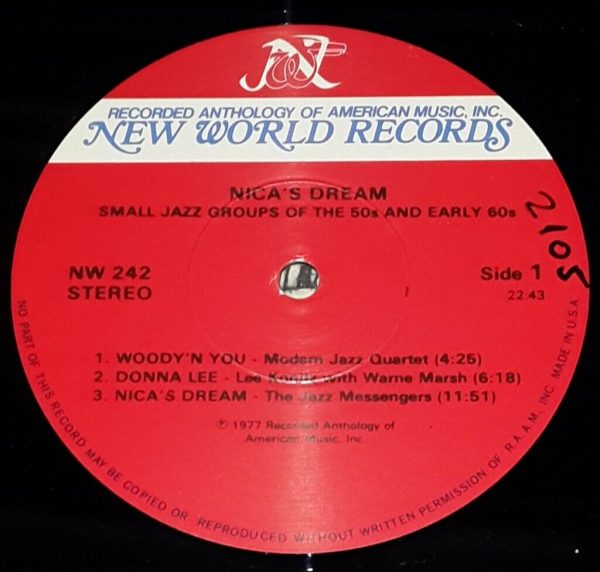 RECORDED ANTHOLOGY OF AMERICAN MUSIC, INC.
NEW WORLD RECORDS
NICA'S DREAM
SMALL JAZZ GROUPS OF THE 50s AND EARLY 60s
2105
NW 242
STEREO
Side 1
22:43
1. WOODY'N YOU - Modern Jazz Quartet (4:25)
2. DONNA LEE - Lee Konitz with Warne Marsh (6:18)
3. NICA'S DREAM - The Jazz Messengers (11:51)
℗ 1977 Recorded Anthology of
American Music, Inc
NO PART OF THIS RECORD MAY BE COPIED OR REPRODUCED WITHOUT WRITTEN PERMISSION OF R.A.A.M., INC. MADE IN U.S.A.